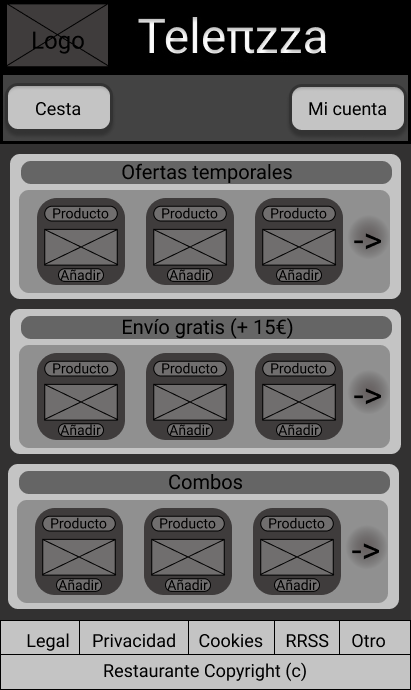 Logo
Teleπzza
Cesta
Mi cuenta
Ofertas temporales
Producto Producto Producto
->
Añadir Añadir Añadir
Envío gratis (+ 15€)
Producto Producto Producto
->
Añadir Añadir Añadir
Combos
Producto Producto Producto
->
Añadir Añadir Añadir
Legal Privacidad Cookies RRSS Otro
Restaurante Copyright (c)